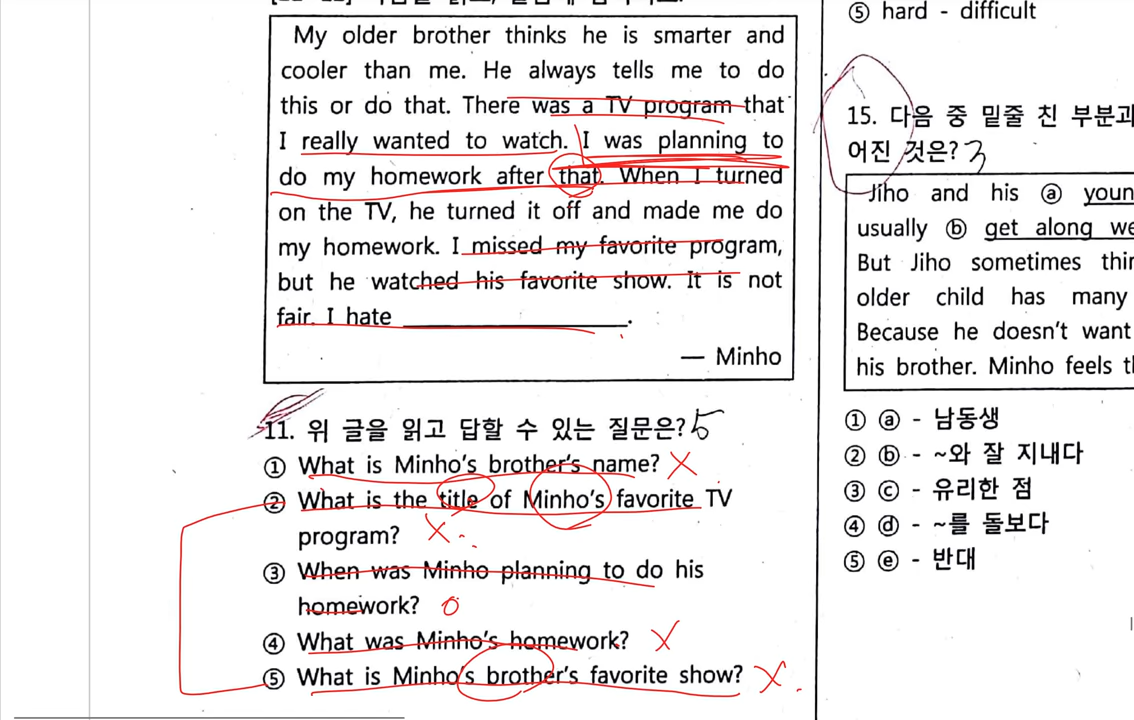 My older brother thinks he is smarter and
cooler than me. He always tells me to do
this or do that. There was a TV program that
I really wanted to watch. I was planning to
do my homework after that. When I turned
on the TV, he turned it off and made me do
my homework. I missed my favorite program,
but he watched his favorite show. It is not
fair. I hate ____________________.
— Minho
11. 위 글을 읽고 답할 수 있는 질문은? 5
① What is Minho's brother's name? X
② What is the title of Minho's favorite TV
program? X
③ When was Minho planning to do his
homework? O
④ What was Minho's homework? X
⑤ What is Minho's brother's favorite show? X
⑤ hard - difficult
15. 다음 중 밑줄 친 부분과
어진 것은? 3
Jiho and his ⓐ youn
usually ⓑ get along we
But Jiho sometimes thin
older child has many
Because he doesn't want
his brother. Minho feels th
① ⓐ - 남동생
② ⓑ - ~와 잘 지내다
③ ⓒ - 유리한 점
④ ⓓ - ~를 돌보다
⑤ ⓔ - 반대